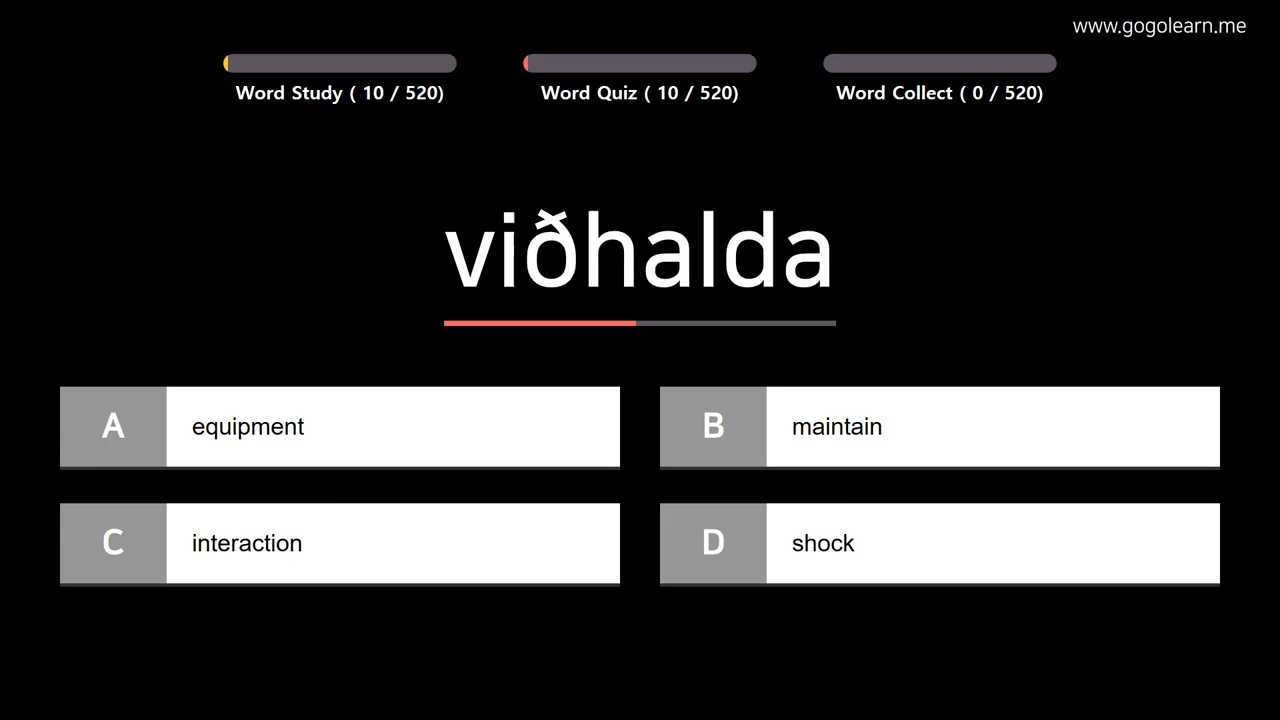 www.gogolearn.me
Word Study ( 10 / 520)
Word Quiz ( 10 / 520)
Word Collect ( 0 / 520)
viðhalda
A equipment
B maintain
C interaction
D shock